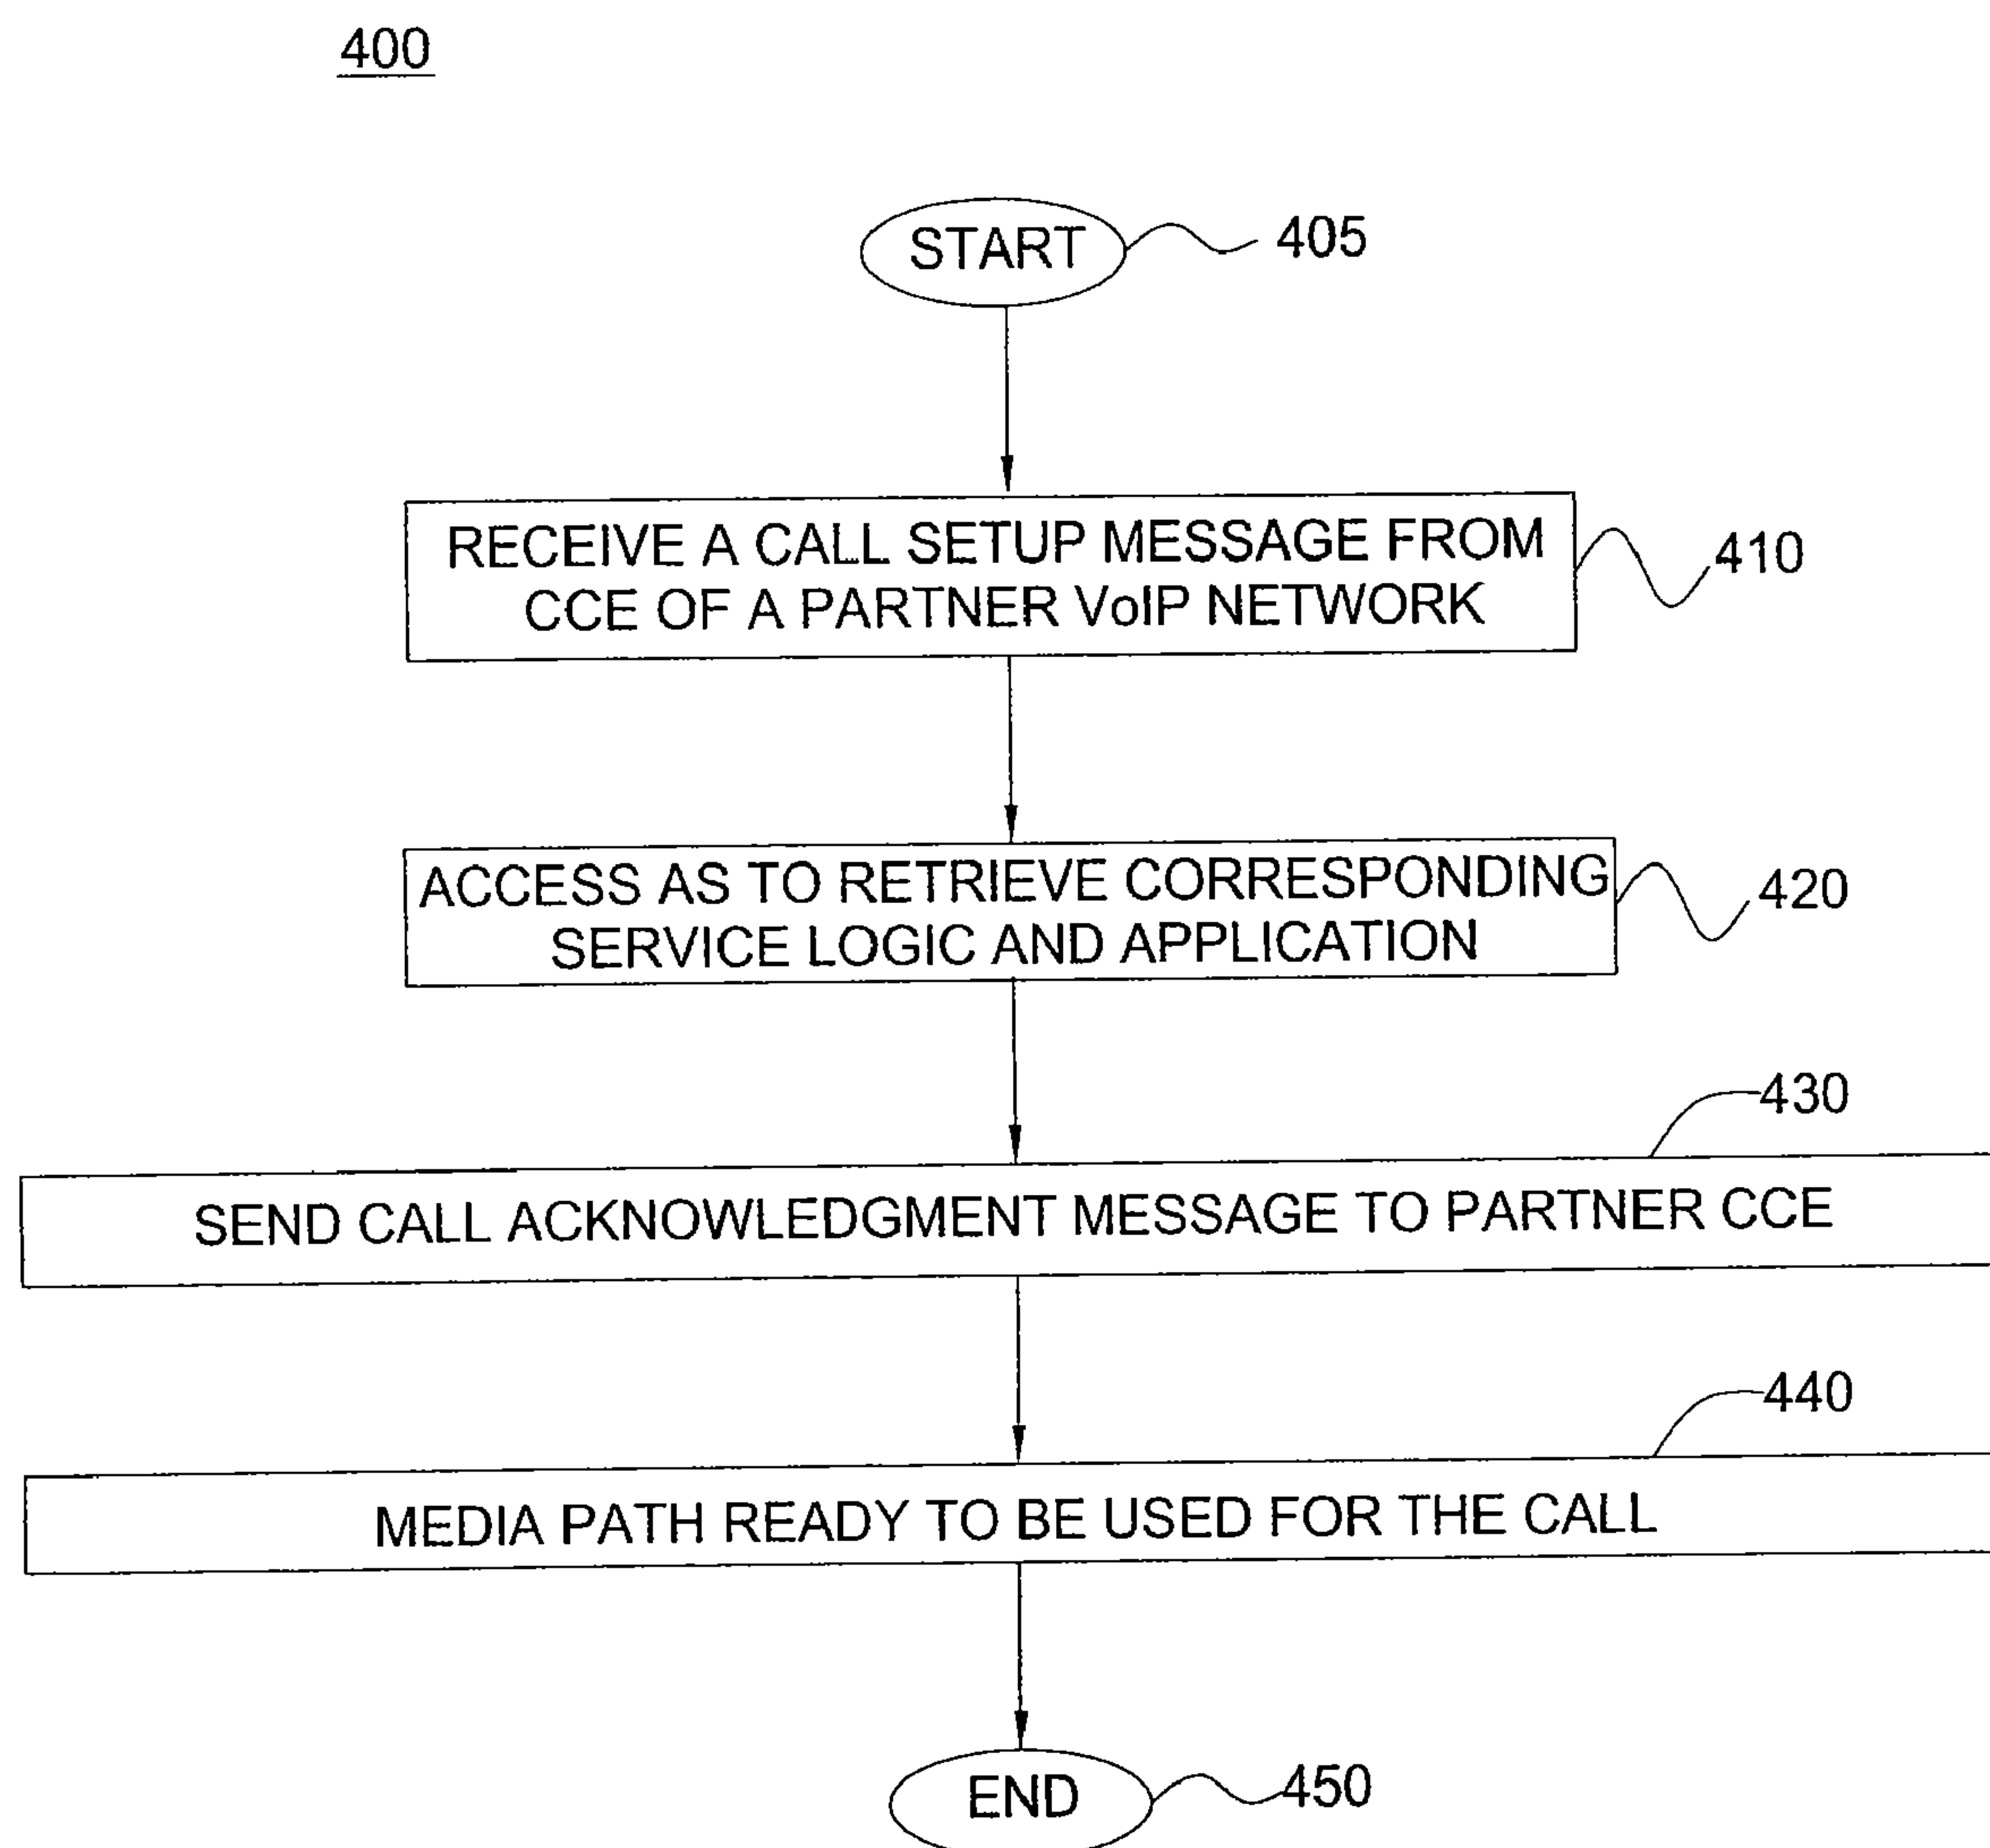 400
START
405
RECEIVE A CALL SETUP MESSAGE FROM
CCE OF A PARTNER VoIP NETWORK
410
ACCESS AS TO RETRIEVE CORRESPONDING
SERVICE LOGIC AND APPLICATION
420
430
SEND CALL ACKNOWLEDGMENT MESSAGE TO PARTNER CCE
440
MEDIA PATH READY TO BE USED FOR THE CALL
END
450